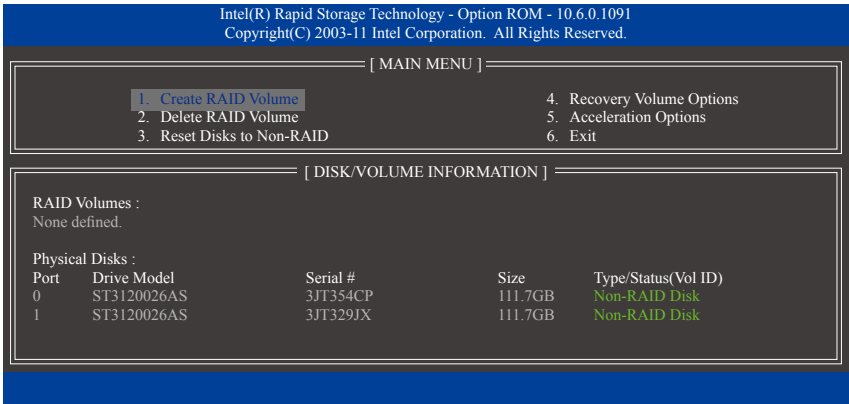 Intel(R) Rapid Storage Technology - Option ROM - 10.6.0.1091
Copyright(C) 2003-11 Intel Corporation. All Rights Reserved.
[ MAIN MENU ]
1. Create RAID Volume 4. Recovery Volume Options
2. Delete RAID Volume 5. Acceleration Options
3. Reset Disks to Non-RAID 6. Exit
[ DISK/VOLUME INFORMATION ]
RAID Volumes :
None defined.
Physical Disks :
Port Drive Model Serial # Size Type/Status(Vol ID)
0 ST3120026AS 3JT354CP 111.7GB Non-RAID Disk
1 ST3120026AS 3JT329JX 111.7GB Non-RAID Disk